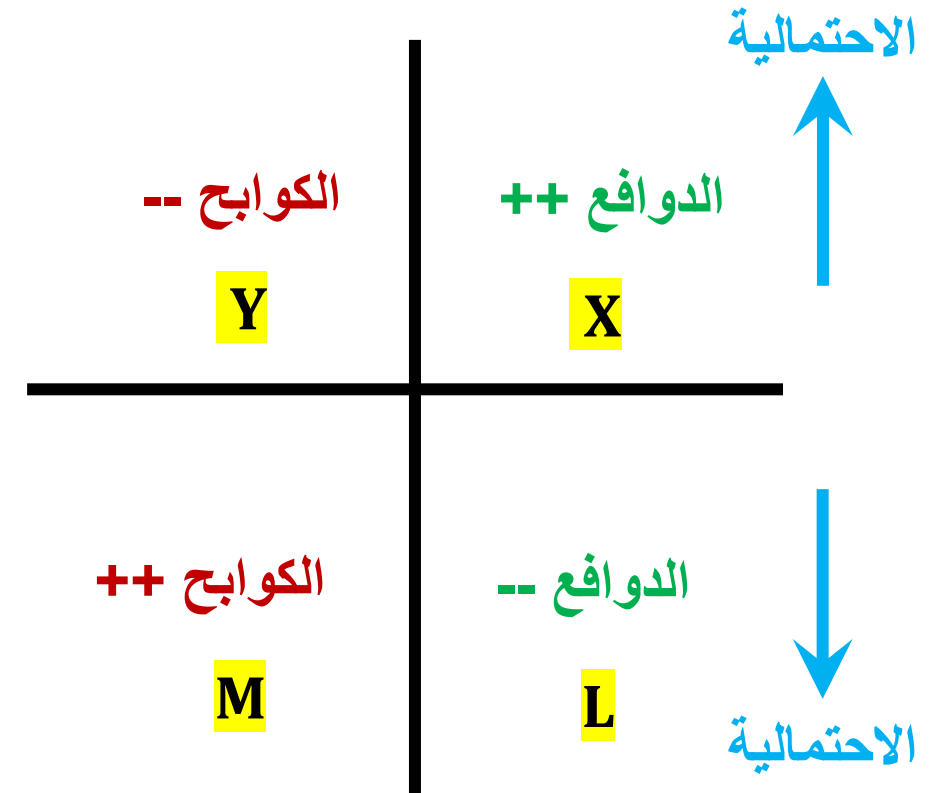 الاحتمالية
الدوافع ++
الكوابح --
X
Y
الدوافع --
الكوابح ++
L
M
الاحتمالية